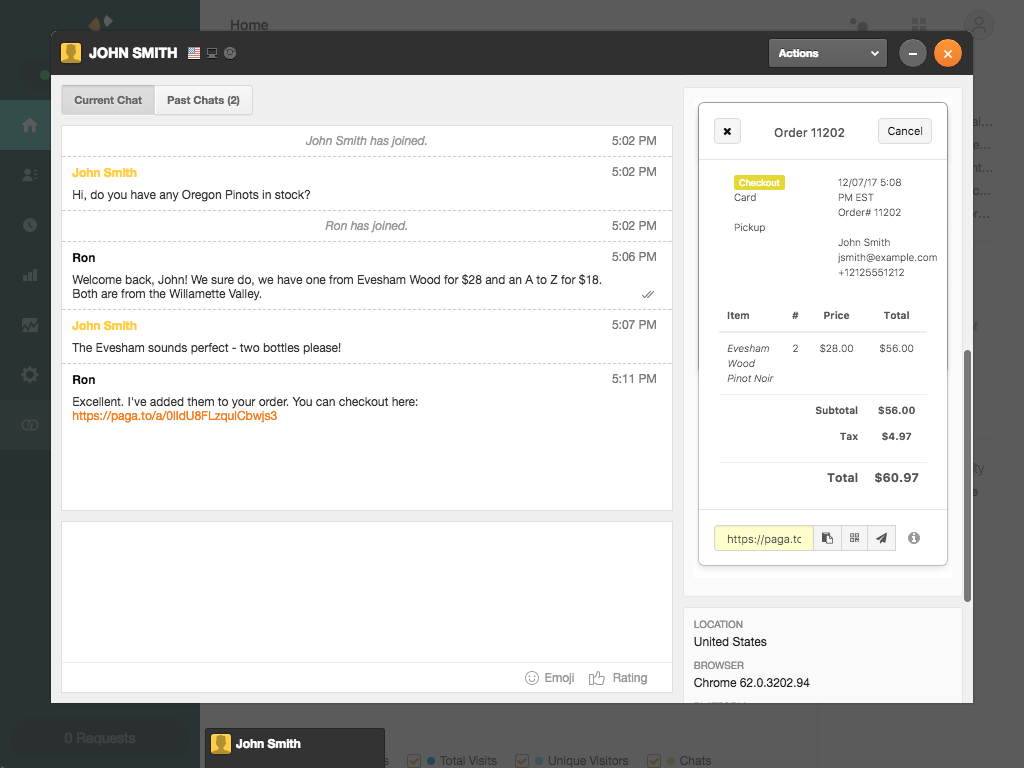 Home
JOHN SMITH
Actions
Current Chat
Past Chats (2)
John Smith has joined.
5:02 PM
John Smith
5:02 PM
Hi, do you have any Oregon Pinots in stock?
Ron has joined.
5:02 PM
Ron
5:06 PM
Welcome back, John! We sure do, we have one from Evesham Wood for $28 and an A to Z for $18.
Both are from the Willamette Valley.
John Smith
5:07 PM
The Evesham sounds perfect - two bottles please!
Ron
5:11 PM
Excellent. I've added them to your order. You can checkout here:
Emoji
Rating
Order 11202
Cancel
Checkout
Card
Pickup
12/07/17 5:08
PM EST
Order# 11202
John Smith
jsmith@example.com
+12125551212
Item # Price Total
Evesham 2 $28.00 $56.00
Wood
Pinot Noir
Subtotal $56.00
Tax $4.97
Total $60.97
https://paga.tc
LOCATION
United States
BROWSER
Chrome 62.0.3202.94
0 Requests
John Smith
Total Visits
Unique Visitors
Chats